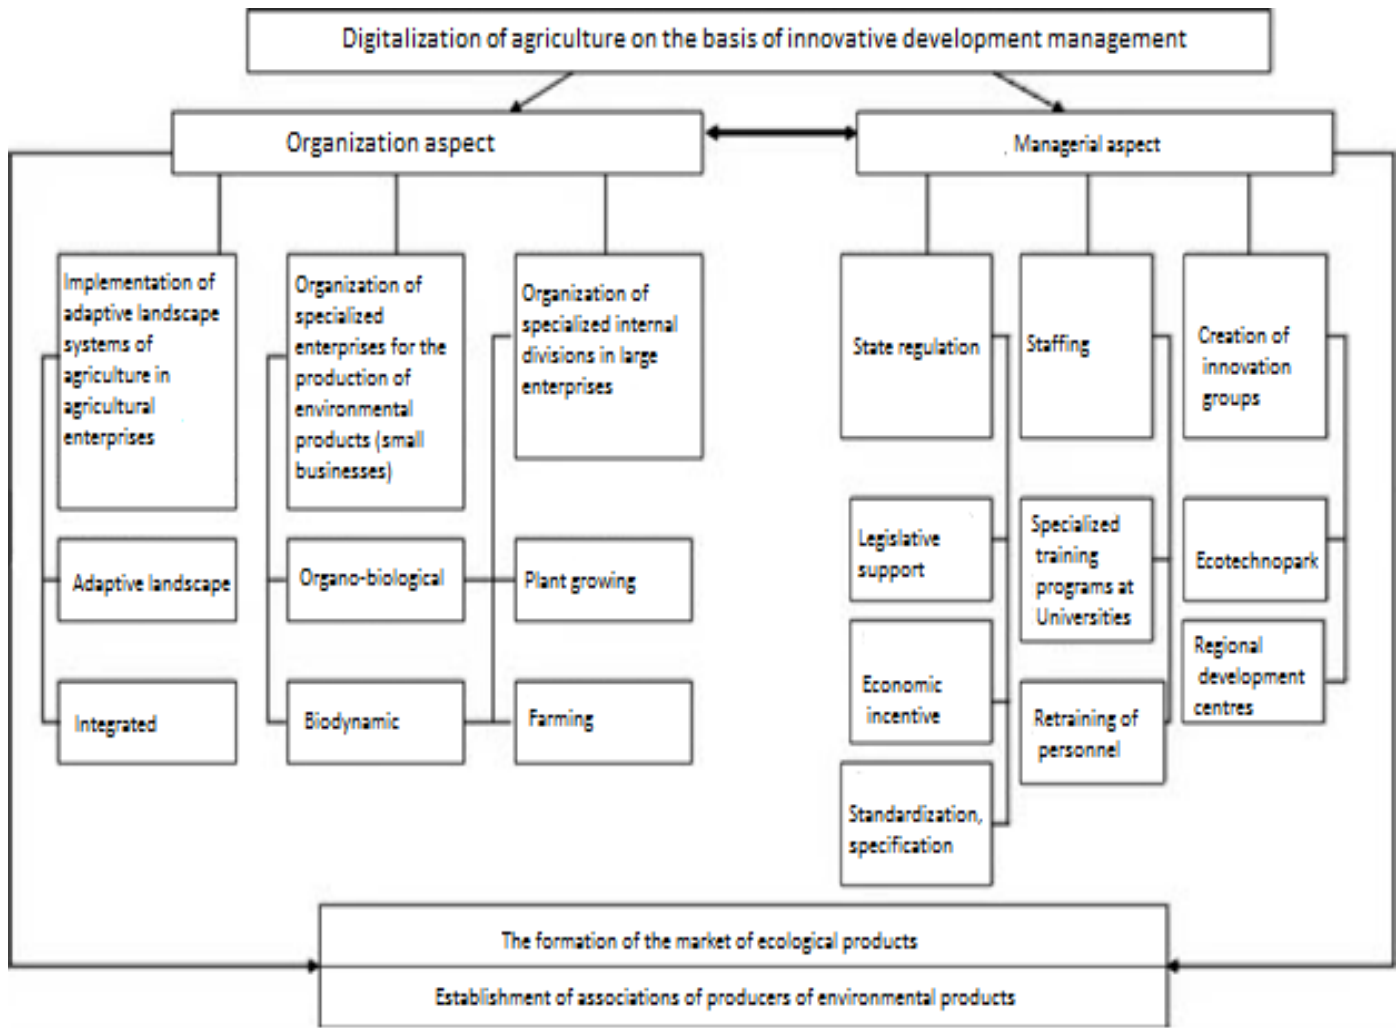 Digitalization of agriculture on the basis of innovative development management
Organization aspect
Managerial aspect
Implementation of
adaptive landscape
systems of
agriculture in
agricultural
enterprises
Organization of
specialized
enterprises for the
production of
environmental
products (small
businesses)
Organization of
specialized internal
divisions in large
enterprises
State regulation
Staffing
Creation of
innovation
groups
Adaptive landscape
Organo-biological
Plant growing
Legislative
support
Specialized
training
programs at
Universities
Ecotechnopark
Integrated
Biodynamic
Farming
Economic
incentive
Retraining of
personnel
Regional
development
centres
Standardization,
specification
The formation of the market of ecological products
Establishment of associations of producers of environmental products